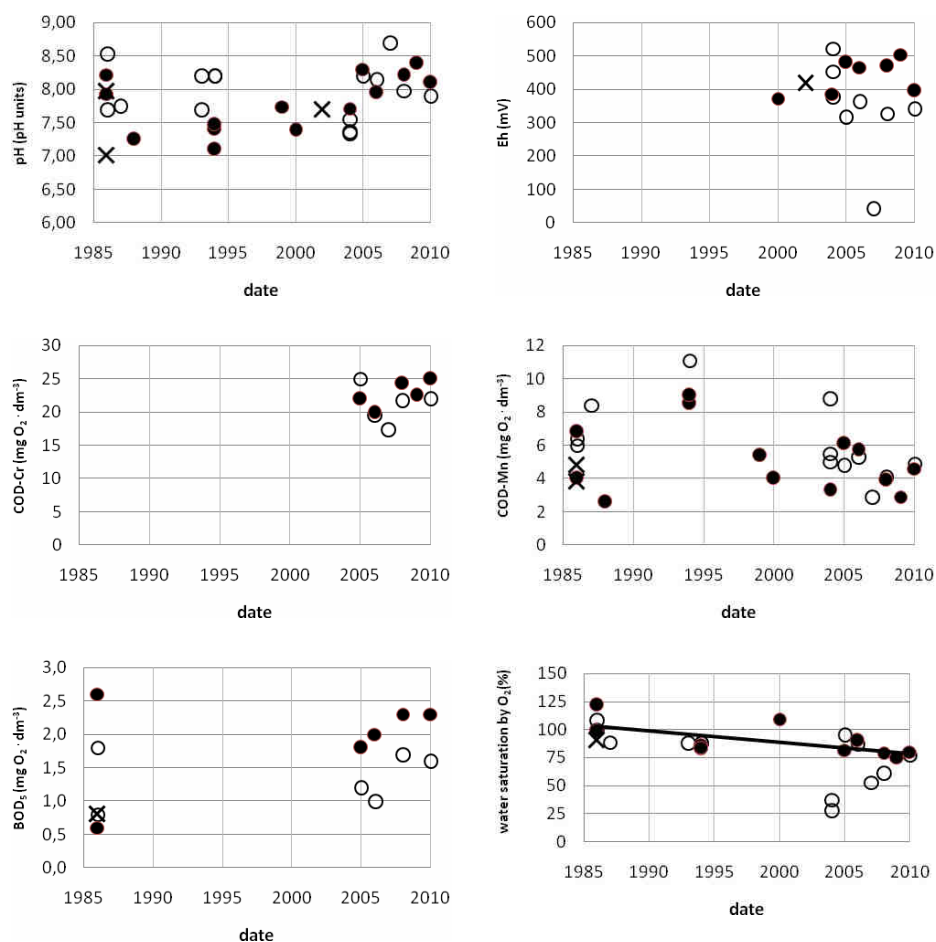 9,00
8,50
8,00
7,50
7,00
6,50
6,00
pH (pH units)
1985 1990 1995 2000 2005 2010
date
600
500
400
300
200
100
0
Eh (mV)
1985 1990 1995 2000 2005 2010
date
30
25
20
15
10
5
0
COD-Cr (mg O₂ · dm⁻³)
1985 1990 1995 2000 2005 2010
date
12
10
8
6
4
2
0
COD-Mn (mg O₂ · dm⁻³)
1985 1990 1995 2000 2005 2010
date
3,0
2,5
2,0
1,5
1,0
0,5
0,0
BOD₅ (mg O₂ · dm⁻³)
1985 1990 1995 2000 2005 2010
date
150
125
100
75
50
25
0
water saturation by O₂(%)
1985 1990 1995 2000 2005 2010
date